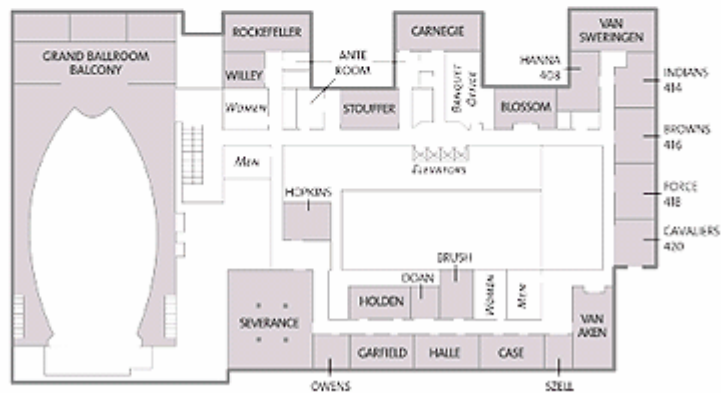 ROCKEFELLER
CARNEGIE
VAN
SWERINGEN
GRAND BALLROOM
BALCONY
ANTE
ROOM
HANNA
408
WILLEY
INDIANS
414
BANQUET
OFFICE
WOMEN
STOUFFER
BLOSSOM
BROWNS
416
MEN
ELEVATORS
HOPKINS
FORCE
418
CAVALIERS
420
BRUSH
DOAN
WOMEN
MEN
HOLDEN
SEVERANCE
VAN
AKEN
GARFIELD
HALLE
CASE
OWENS
SZELL